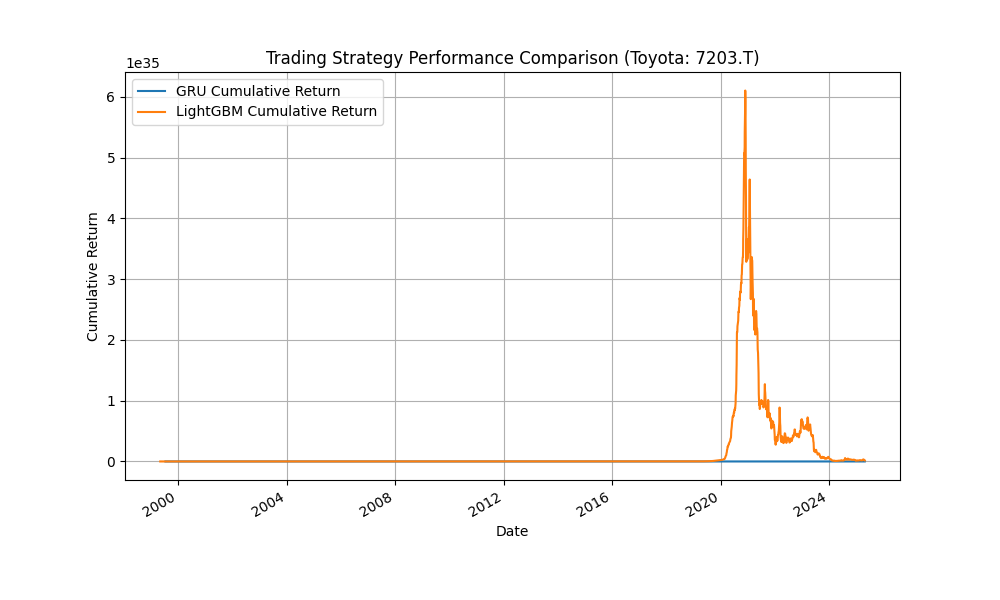 Trading Strategy Performance Comparison (Toyota: 7203.T)
1e35
GRU Cumulative Return
LightGBM Cumulative Return
6
5
4
3
2
1
0
Cumulative Return
2000 2004 2008 2012 2016 2020 2024
Date